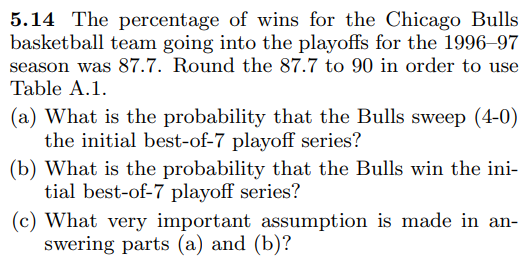 5.14 The percentage of wins for the Chicago Bulls
basketball team going into the playoffs for the 1996–97
season was 87.7. Round the 87.7 to 90 in order to use
Table A.1.
(a) What is the probability that the Bulls sweep (4-0)
the initial best-of-7 playoff series?
(b) What is the probability that the Bulls win the ini-
tial best-of-7 playoff series?
(c) What very important assumption is made in an-
swering parts (a) and (b)?